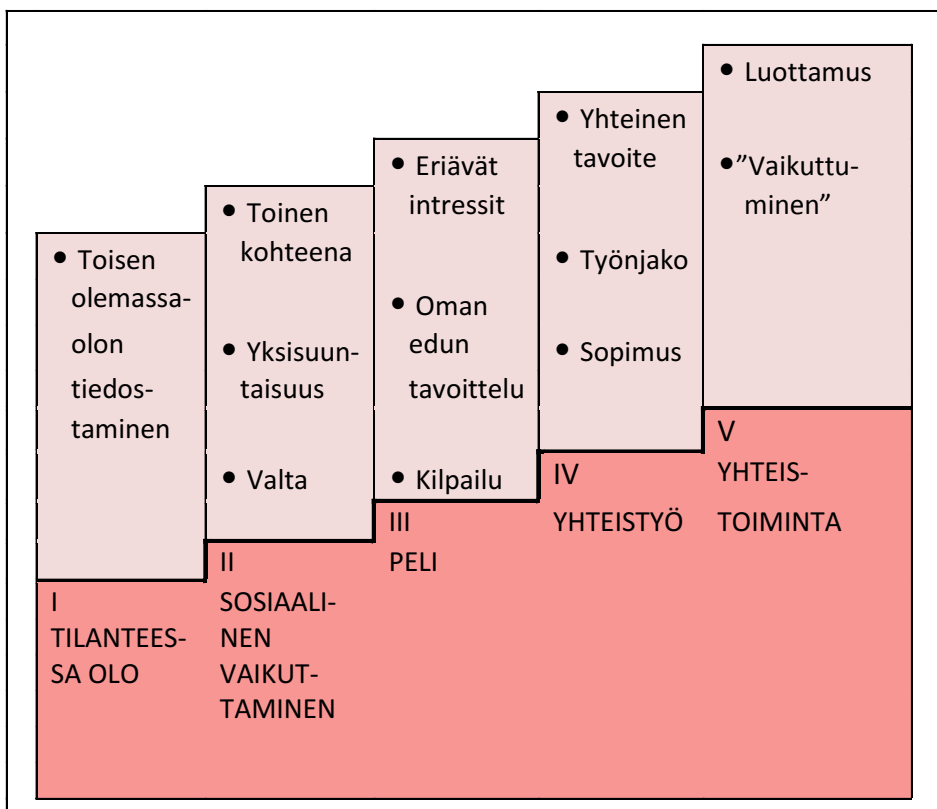 • Toisen
olemassa-
olon
tiedos-
taminen
I
TILANTEES-
SA OLO
• Toinen
kohteena
• Yksisuun-
taisuus
• Valta
II
SOSIAALI-
NEN
VAIKUT-
TAMINEN
• Eriävät
intressit
• Oman
edun
tavoittelu
• Kilpailu
III
PELI
• Yhteinen
tavoite
• Työnjako
• Sopimus
IV
YHTEISTYÖ
• Luottamus
•”Vaikuttu-
minen”
V
YHTEIS-
TOIMINTA